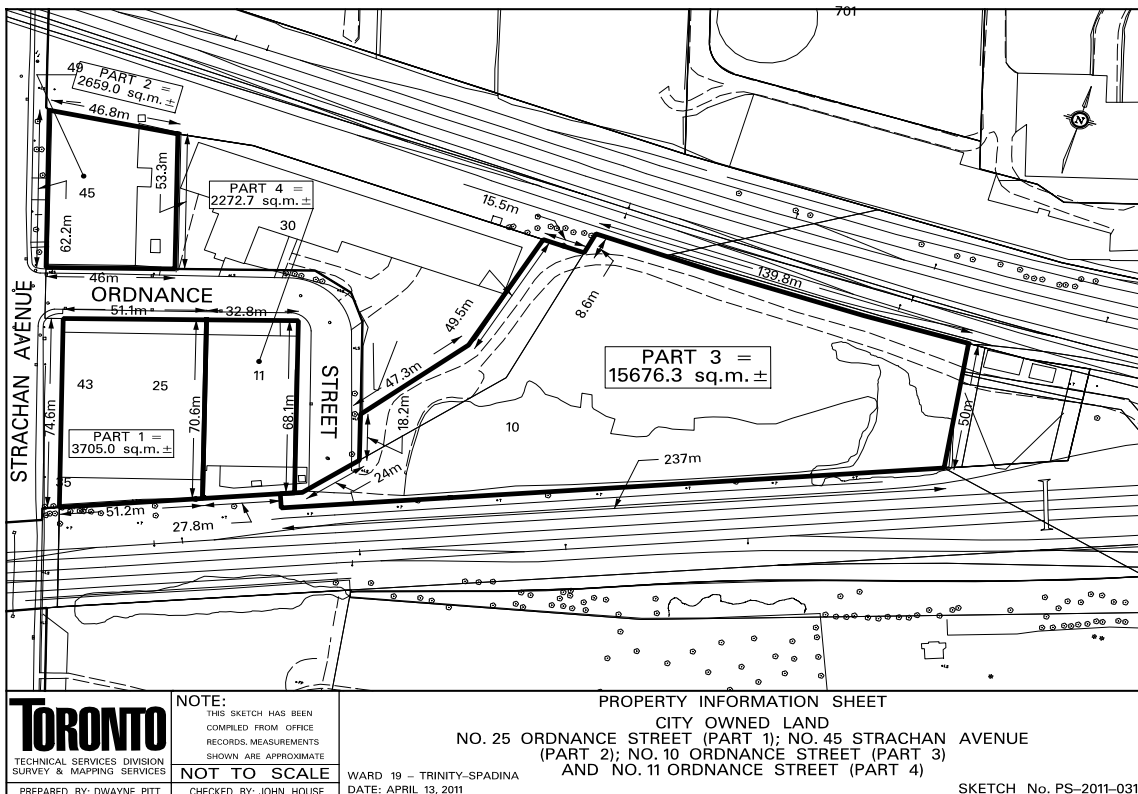 701
49
PART 2 =
2659.0 sq.m.±
46.8m
45
53.3m
62.2m
46m
PART 4 =
2272.7 sq.m.±
30
15.5m
139.8m
8.6m
49.5m
47.3m
18.2m
24m
PART 3 =
15676.3 sq.m.±
10
50m
237m
N
STRACHAN AVENUE
ORDNANCE
STREET
51.1m
32.8m
43
25
11
74.6m
70.6m
68.1m
PART 1 =
3705.0 sq.m.±
35
51.2m
27.8m
TORONTO
TECHNICAL SERVICES DIVISION
SURVEY & MAPPING SERVICES
PREPARED BY: DWAYNE PITT
NOTE:
THIS SKETCH HAS BEEN
COMPILED FROM OFFICE
RECORDS. MEASUREMENTS
SHOWN ARE APPROXIMATE
NOT TO SCALE
CHECKED BY: JOHN HOUSE
PROPERTY INFORMATION SHEET
CITY OWNED LAND
NO. 25 ORDNANCE STREET (PART 1); NO. 45 STRACHAN AVENUE
(PART 2); NO. 10 ORDNANCE STREET (PART 3)
AND NO. 11 ORDNANCE STREET (PART 4)
WARD 19 – TRINITY–SPADINA
DATE: APRIL 13, 2011
SKETCH No. PS–2011–031